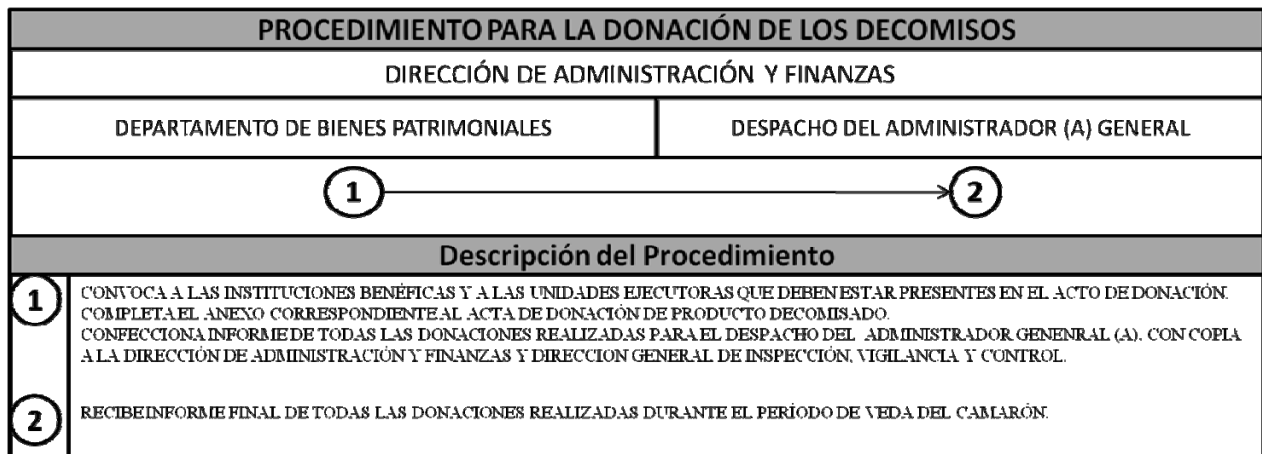 PROCEDIMIENTO PARA LA DONACIÓN DE LOS DECOMISOS
DIRECCIÓN DE ADMINISTRACIÓN Y FINANZAS
DEPARTAMENTO DE BIENES PATRIMONIALES
DESPACHO DEL ADMINISTRADOR (A) GENERAL
1
2
Descripción del Procedimiento
1
CONVOCA A LAS INSTITUCIONES BENÉFICAS Y A LAS UNIDADES EJECUTORAS QUE DEBEN ESTAR PRESENTES EN EL ACTO DE DONACIÓN.
COMPLETA EL ANEXO CORRESPONDIENTE AL ACTA DE DONACIÓN DE PRODUCTO DECOMISADO.
CONFECCIONA INFORME DE TODAS LAS DONACIONES REALIZADAS PARA EL DESPACHO DEL ADMINISTRADOR GENENRAL (A). CON COPIA
A LA DIRECCIÓN DE ADMINISTRACIÓN Y FINANZAS Y DIRECCION GENERAL DE INSPECCIÓN, VIGILANCIA Y CONTROL.
2
RECIBE INFORME FINAL DE TODAS LAS DONACIONES REALIZADAS DURANTE EL PERÍODO DE VEDA DEL CAMARÓN.